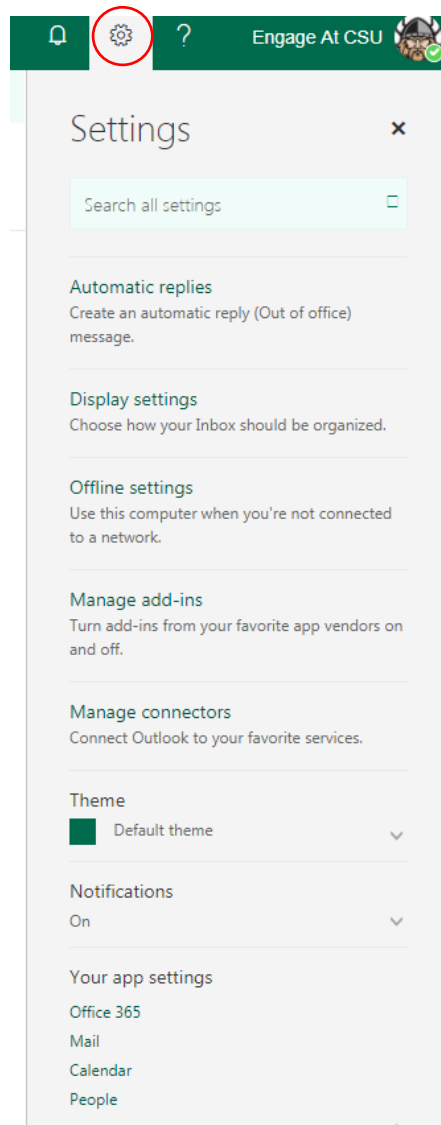 ? Engage At CSU
Settings
Search all settings
Automatic replies
Create an automatic reply (Out of office)
message.
Display settings
Choose how your Inbox should be organized.
Offline settings
Use this computer when you're not connected
to a network.
Manage add-ins
Turn add-ins from your favorite app vendors on
and off.
Manage connectors
Connect Outlook to your favorite services.
Theme
Default theme
Notifications
On
Your app settings
Office 365
Mail
Calendar
People